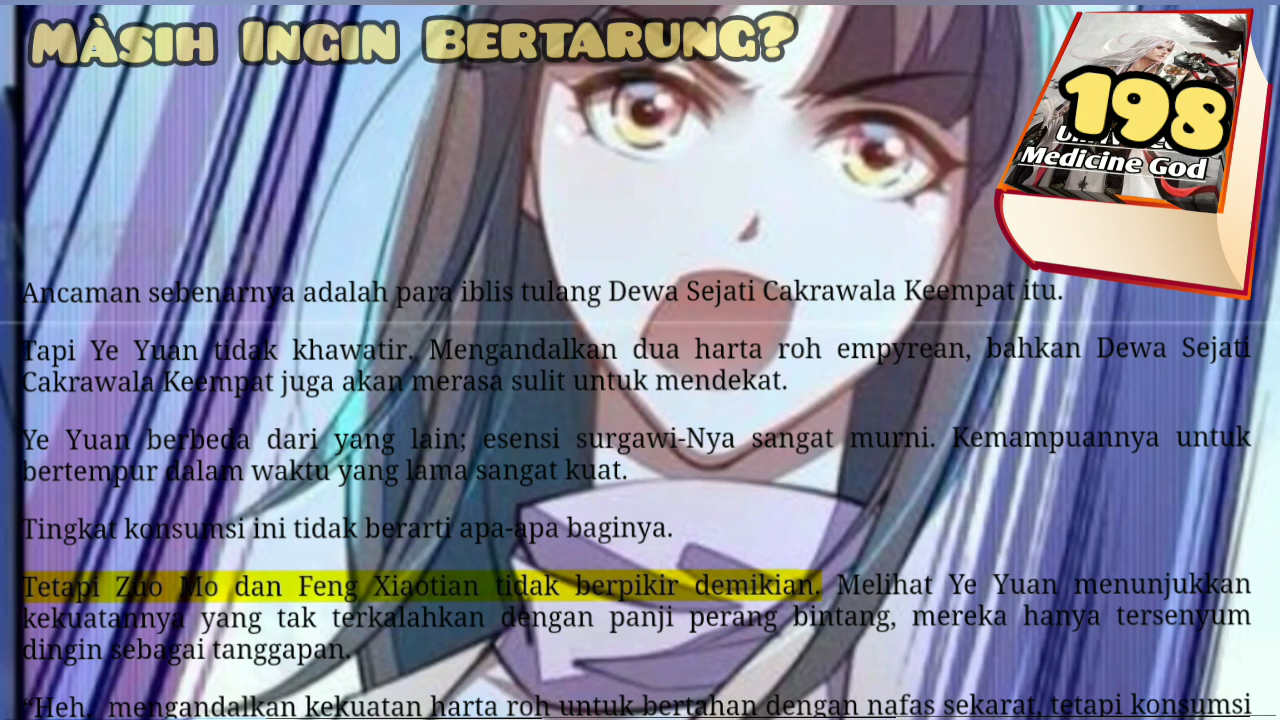 Màsih Ingin Bertarung?
198
Medicine God
Ancaman sebenarnya adalah para iblis tulang Dewa Sejati Cakrawala Keempat itu.
Tapi Ye Yuan tidak khawatir. Mengandalkan dua harta roh empyrean, bahkan Dewa Sejati
Cakrawala Keempat juga akan merasa sulit untuk mendekat.
Ye Yuan berbeda dari yang lain; esensi surgawi-Nya sangat murni. Kemampuannya untuk
bertempur dalam waktu yang lama sangat kuat.
Tingkat konsumsi ini tidak berarti apa-apa baginya.
Tetapi Zuo Mo dan Feng Xiaotian tidak berpikir demikian. Melihat Ye Yuan menunjukkan
kekuatannya yang tak terkalahkan dengan panji perang bintang, mereka hanya tersenyum
dingin sebagai tanggapan.
“Heh, mengandalkan kekuatan harta roh untuk bertahan dengan nafas sekarat, tetapi konsumsi